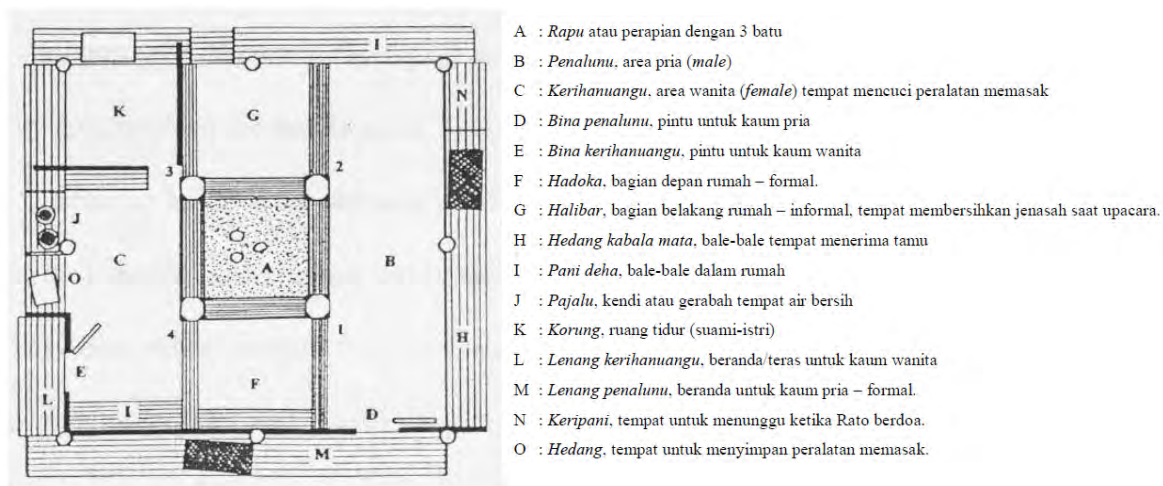 I
K
G
N
3
2
J
C
A
B
O
4
1
H
E
F
L
I
D
M
A : Rapu atau perapian dengan 3 batu
B : Penalunu, area pria (male)
C : Kerihanuangu, area wanita (female) tempat mencuci peralatan memasak
D : Bina penalunu, pintu untuk kaum pria
E : Bina kerihanuangu, pintu untuk kaum wanita
F : Hadoka, bagian depan rumah – formal.
G : Halibar, bagian belakang rumah – informal, tempat membersihkan jenasah saat upacara.
H : Hedang kabala mata, bale-bale tempat menerima tamu
I : Pani deha, bale-bale dalam rumah
J : Pajalu, kendi atau gerabah tempat air bersih
K : Korung, ruang tidur (suami-istri)
L : Lenang kerihanuangu, beranda/teras untuk kaum wanita
M : Lenang penalunu, beranda untuk kaum pria – formal.
N : Keripani, tempat untuk menunggu ketika Rato berdoa.
O : Hedang, tempat untuk menyimpan peralatan memasak.